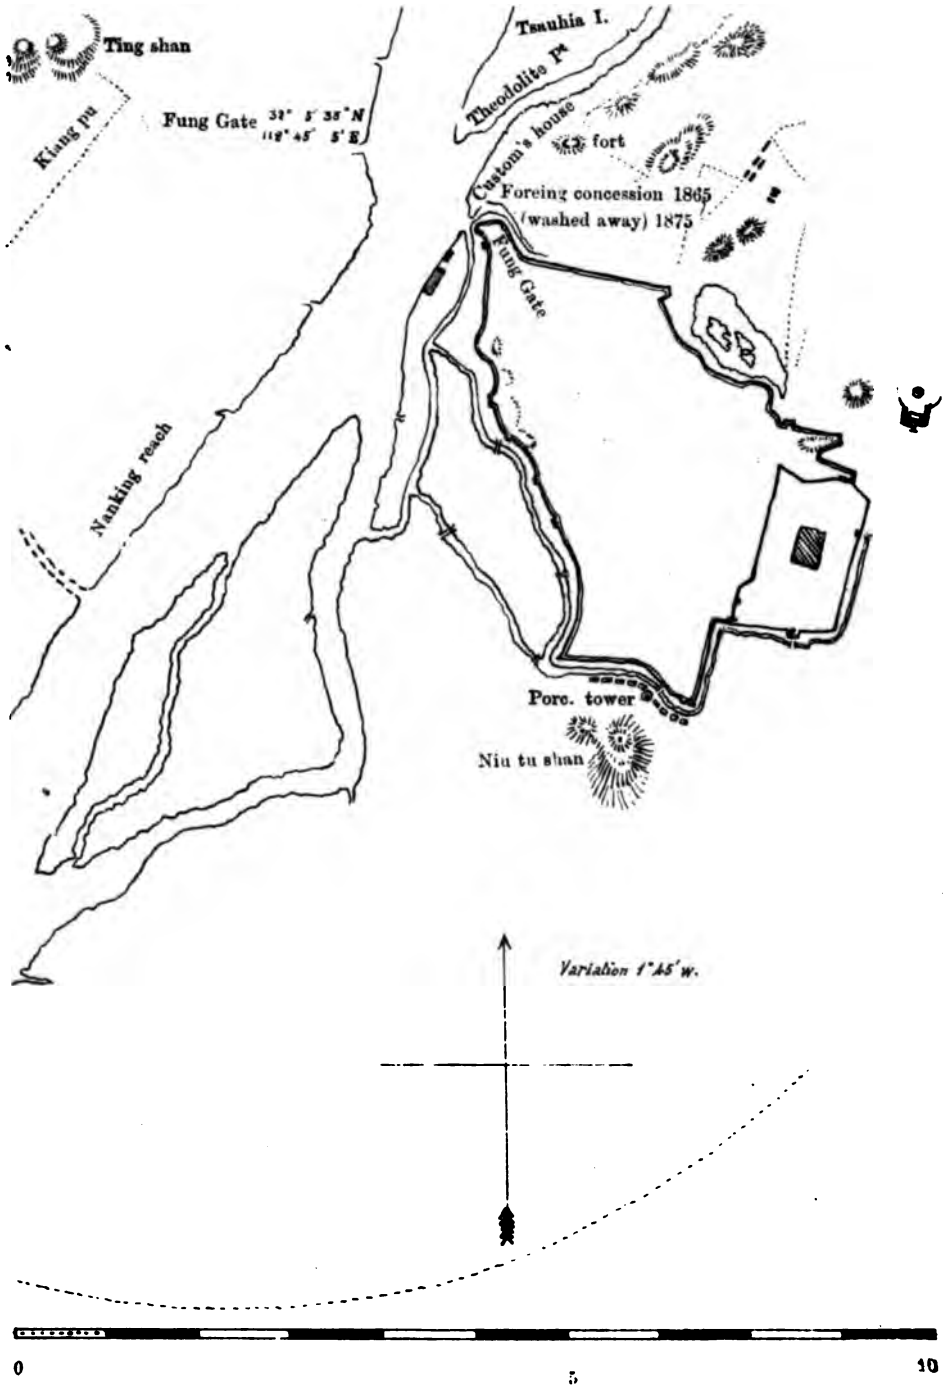 Tsauhia I.
Ting shan
Theodolite Pt
Fung Gate 32° 5' 35" N
118° 45' 5' E
Kiang pu
Custom's house
fort
Foreing concession 1865
(washed away) 1875
Fung Gate
Nanking reach
Porc. tower
Niu tu shan
Variation 1° 45' W.
0
5
10